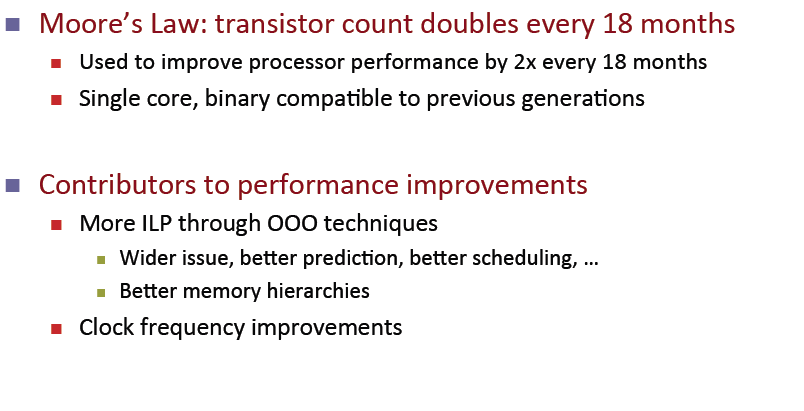 Moore’s Law: transistor count doubles every 18 months
Used to improve processor performance by 2x every 18 months
Single core, binary compatible to previous generations
Contributors to performance improvements
More ILP through OOO techniques
Wider issue, better prediction, better scheduling, …
Better memory hierarchies
Clock frequency improvements